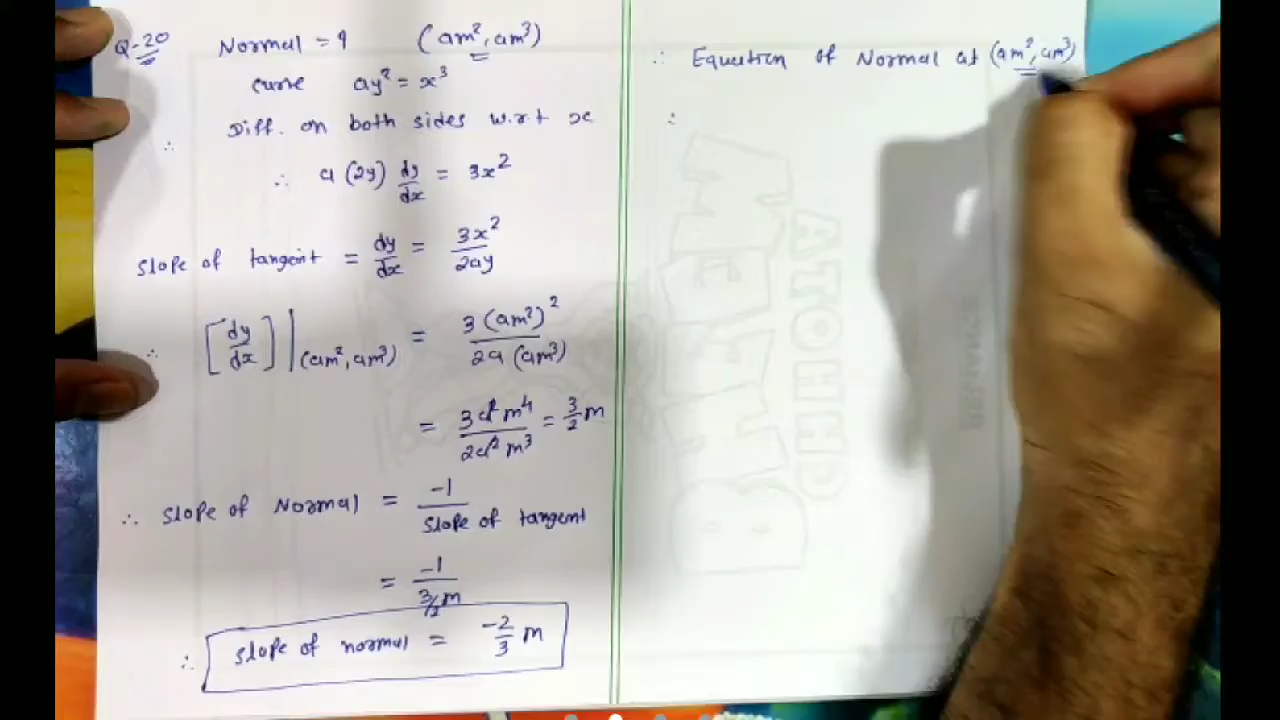 Q-20 Normal = ? (am², am³)
curve ay² = x³
∴ Diff. on both sides w.r.t x
∴ a (2y) dy/dx = 3x²
slope of tangent = dy/dx = 3x²/2ay
∴ [dy/dx]|(am², am³) = 3(am²)²/2a(am³)
= 3a²m⁴/2a²m³ = 3/2 m
∴ slope of Normal = -1/slope of tangent
= -1/3/2 m
∴ slope of normal = -2/3 m
∴ Equation of Normal at (am², am³)
∴